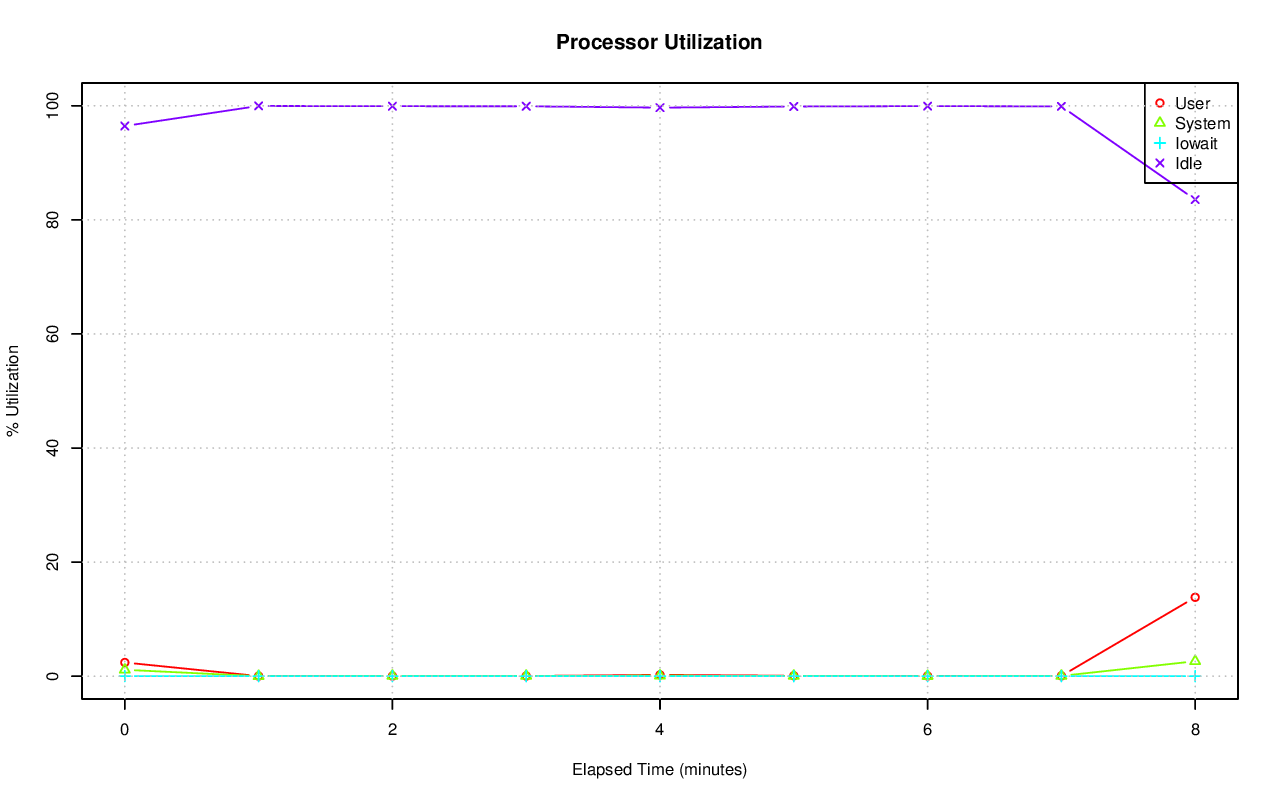 Processor Utilization
User
System
Iowait
Idle
% Utilization
100
80
60
40
20
0
0 2 4 6 8
Elapsed Time (minutes)